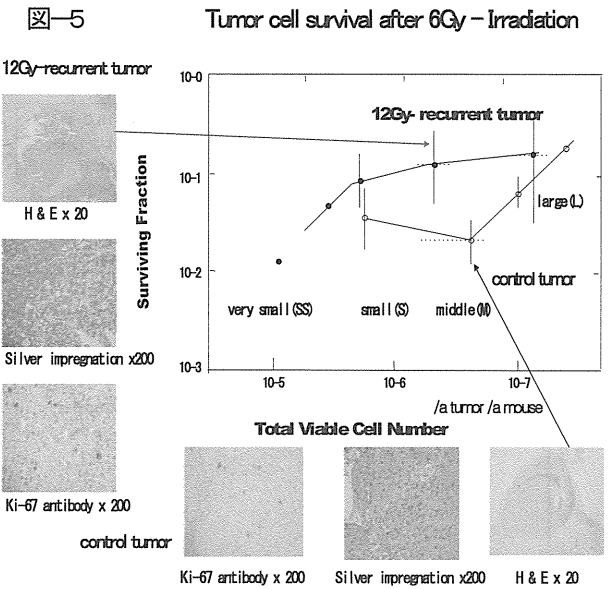 図—5
Tumor cell survival after 6Gy – Irradiation
12Gy-recurrent tumor
H & E x 20
Silver impregnation x200
Ki-67 antibody x 200
Surviving Fraction
10-0
10-1
10-2
10-3
12Gy- recurrent tumor
large(L)
control tumor
very small(SS)
small(S)
middle(M)
10-5
10-6
10-7
/a tumor /a mouse
Total Viable Cell Number
control tumor
Ki-67 antibody x 200
Silver impregnation x200
H & E x 20